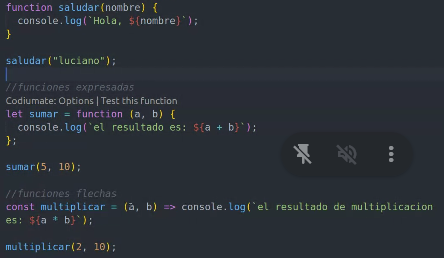 function saludar(nombre) {
console.log(`Hola, ${nombre}`);
}
saludar("luciano");
//funciones expresadas
Codiumate: Options | Test this function
let sumar = function (a, b) {
console.log(`el resultado es: ${a + b}`);
};
sumar(5, 10);
//funciones flechas
const multiplicar = (a, b) => console.log(`el resultado de multiplicacion
es: ${a * b}`);
multiplicar(2, 10);